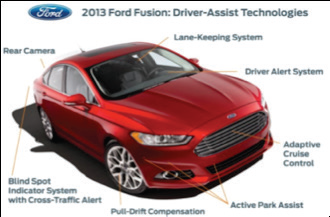 Ford
2013 Ford Fusion: Driver-Assist Technologies
Lane-Keeping System
Rear Camera
Driver Alert System
Adaptive
Cruise
Control
Blind Spot
Indicator System
with Cross-Traffic Alert
Active Park Assist
Pull-Drift Compensation